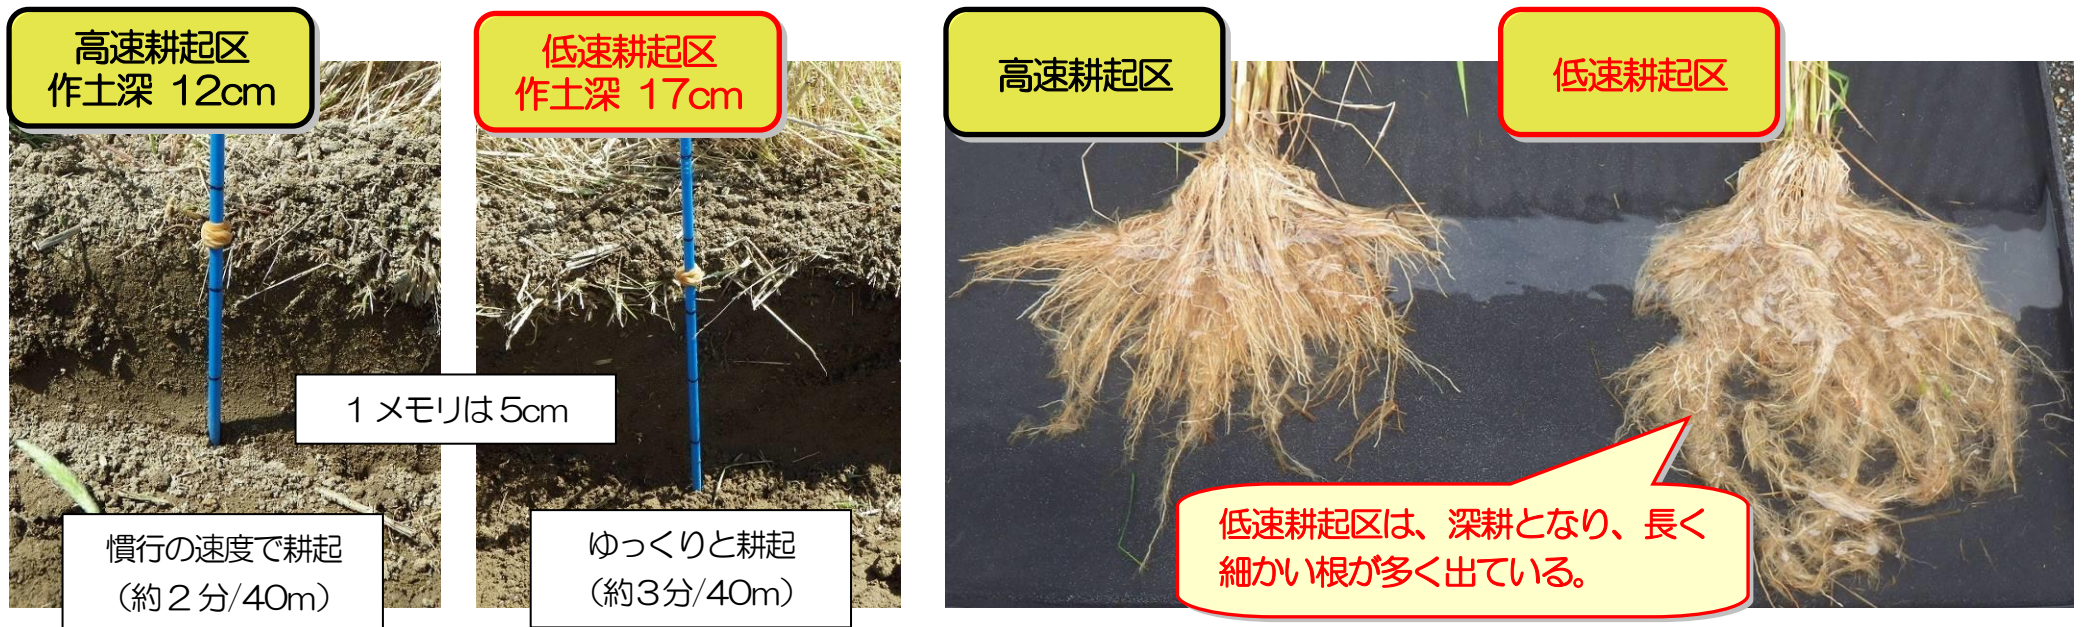 高速耕起区
作土深 12cm
低速耕起区
作土深 17cm
1メモリは5cm
慣行の速度で耕起
（約2分/40m）
ゆっくりと耕起
（約3分/40m）
高速耕起区
低速耕起区
低速耕起区は、深耕となり、長く
細かい根が多く出ている。